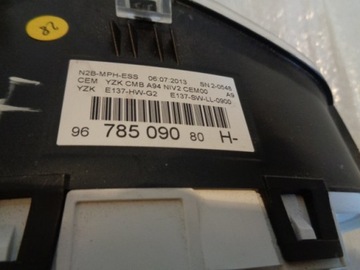 82
N2B-MPH-ESS 06.07.2013 SN 2-0548
CEM YZK CMB A94 NIV2 CEM00 A9
YZK E137-HW-G2 E137-SW-LL-0900
96 785 090 80 H-